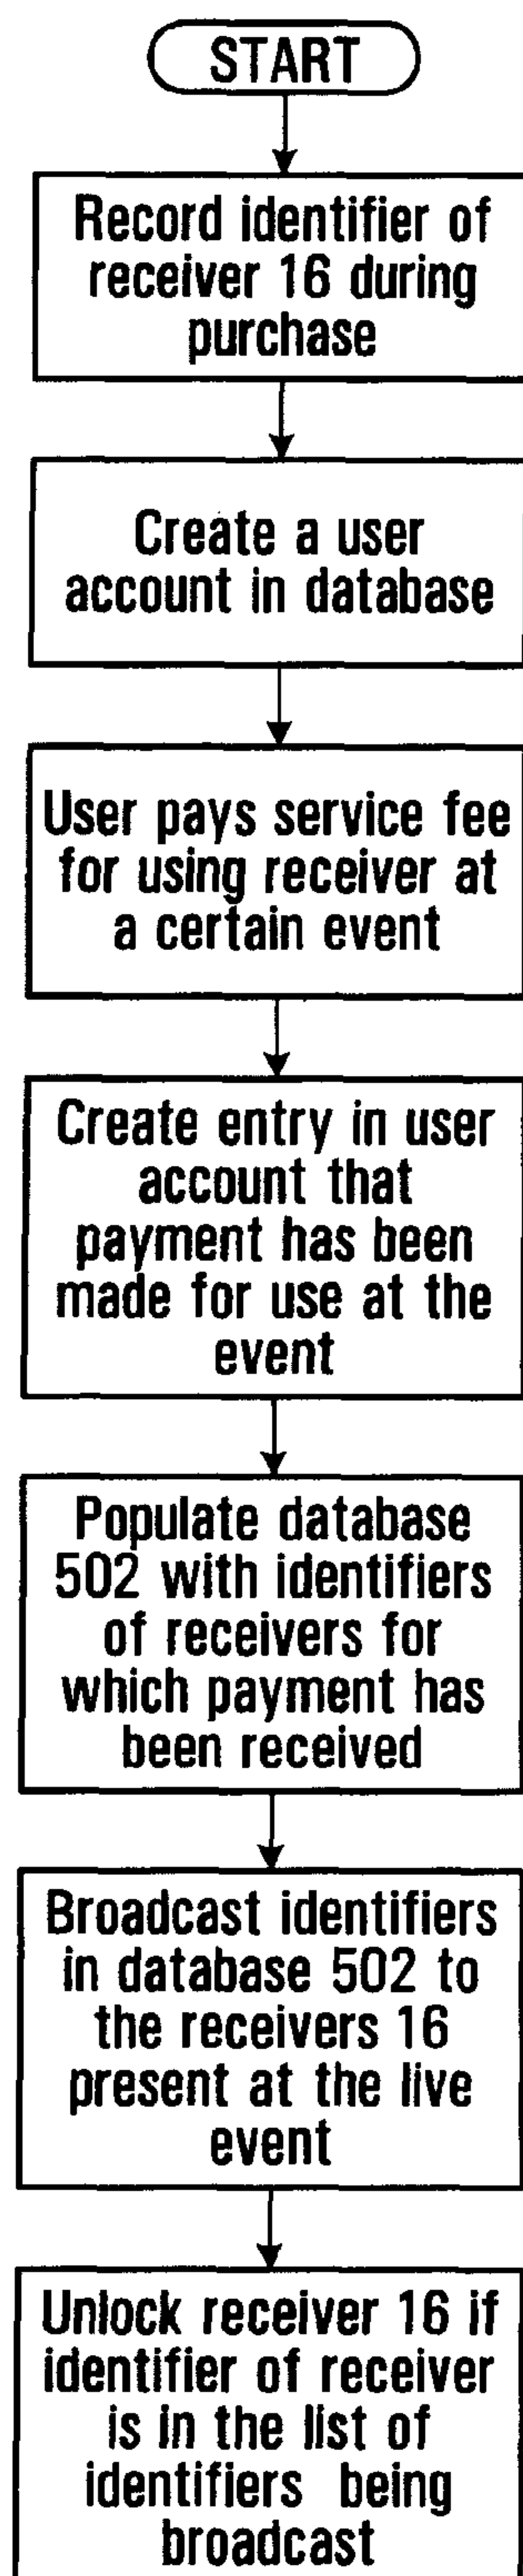 START
Record identifier of
receiver 16 during
purchase
Create a user
account in database
User pays service fee
for using receiver at
a certain event
Create entry in user
account that
payment has been
made for use at the
event
Populate database
502 with identifiers
of receivers for
which payment has
been received
Broadcast identifiers
in database 502 to
the receivers 16
present at the live
event
Unlock receiver 16 if
identifier of receiver
is in the list of
identifiers being
broadcast